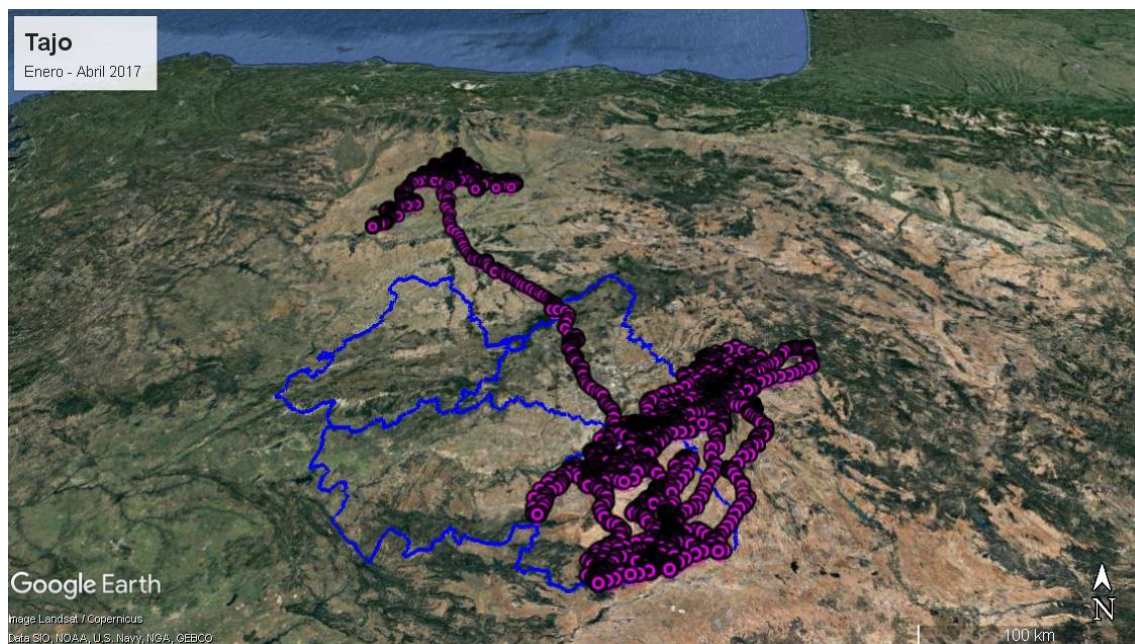 Tajo
Enero - Abril 2017
Google Earth
Image Landsat / Copernicus
Data SIO, NOAA, U.S. Navy, NGA, GEBCO
N
100 km